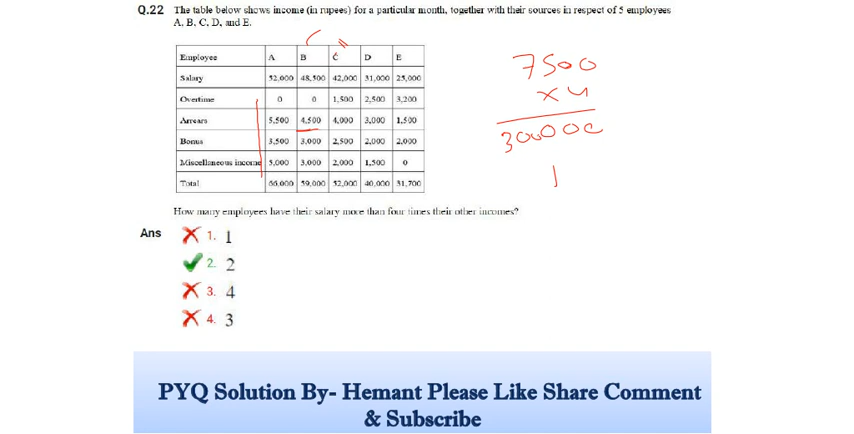 Q.22 The table below shows income (in rupees) for a particular month, together with their sources in respect of 5 employees
A, B, C, D, and E.
Employee A B C D E
Salary 52,000 48,500 42,000 31,000 25,000
Overtime 0 0 1,500 2,500 3,200
Arrears 5,500 4,500 4,000 3,000 1,500
Bonus 3,500 3,000 2,500 2,000 2,000
Miscellaneous income 5,000 3,000 2,000 1,500 0
Total 66,000 59,000 52,000 40,000 31,700
7500
x 4
30000
How many employees have their salary more than four times their other incomes?
Ans 1. 1
2. 2
3. 4
4. 3
PYQ Solution By- Hemant Please Like Share Comment
& Subscribe